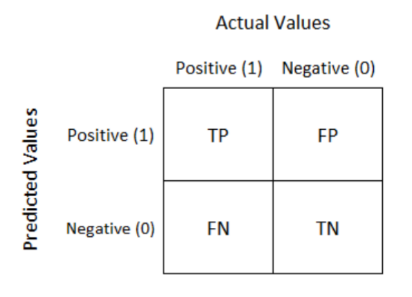 Actual Values
Positive (1) Negative (0)
Predicted Values
Positive (1) TP FP
Negative (0) FN TN